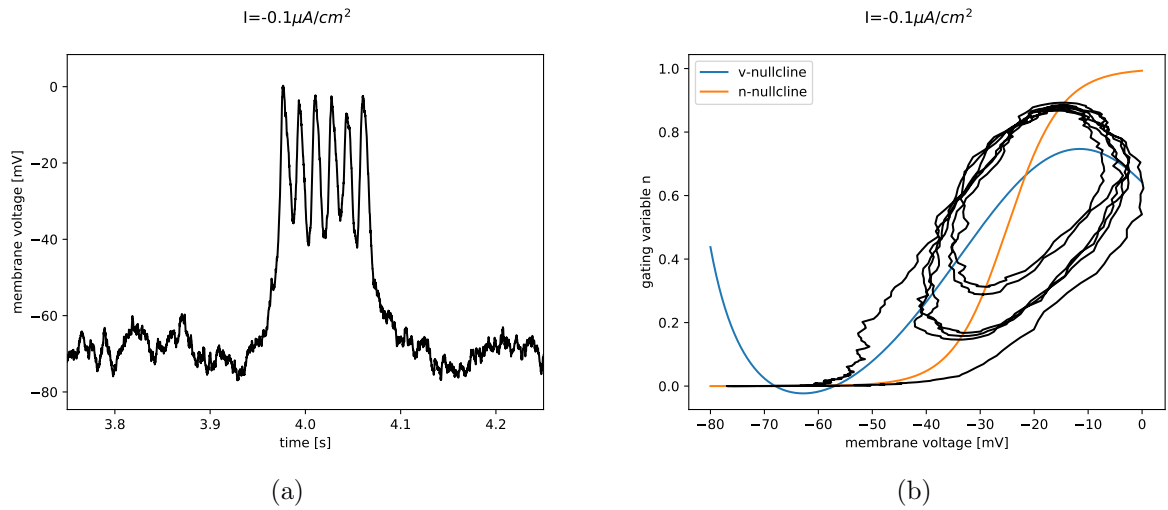 I=-0.1μA/cm²
0
−20
−40
−60
−80
membrane voltage [mV]
3.8 3.9 4.0 4.1 4.2
time [s]
(a)
I=-0.1μA/cm²
v-nullcline
n-nullcline
1.0
0.8
0.6
0.4
0.2
0.0
gating variable n
−80 −70 −60 −50 −40 −30 −20 −10 0
membrane voltage [mV]
(b)